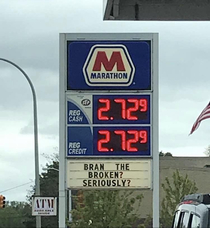 M
MARATHON
REG
CASH
2.72 9
REG
CREDIT
2.72 9
BRAN THE
BROKEN?
SERIOUSLY?
ATM